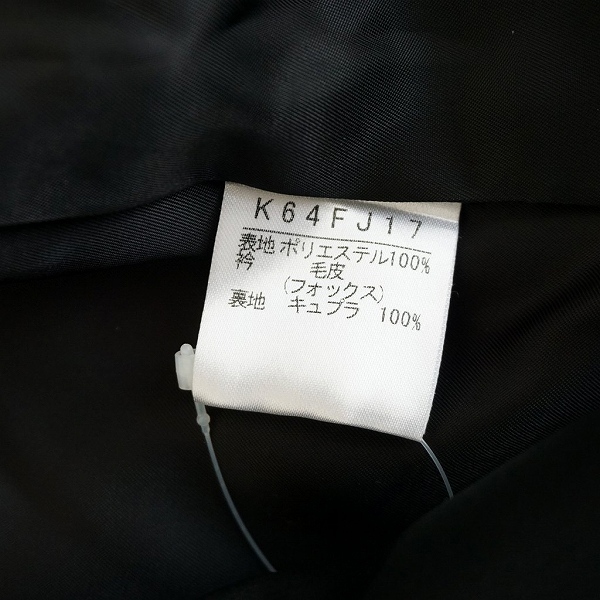 K64FJ17
表地 ポリエステル100%
衿 毛皮
(フォックス)
裏地 キュプラ 100%